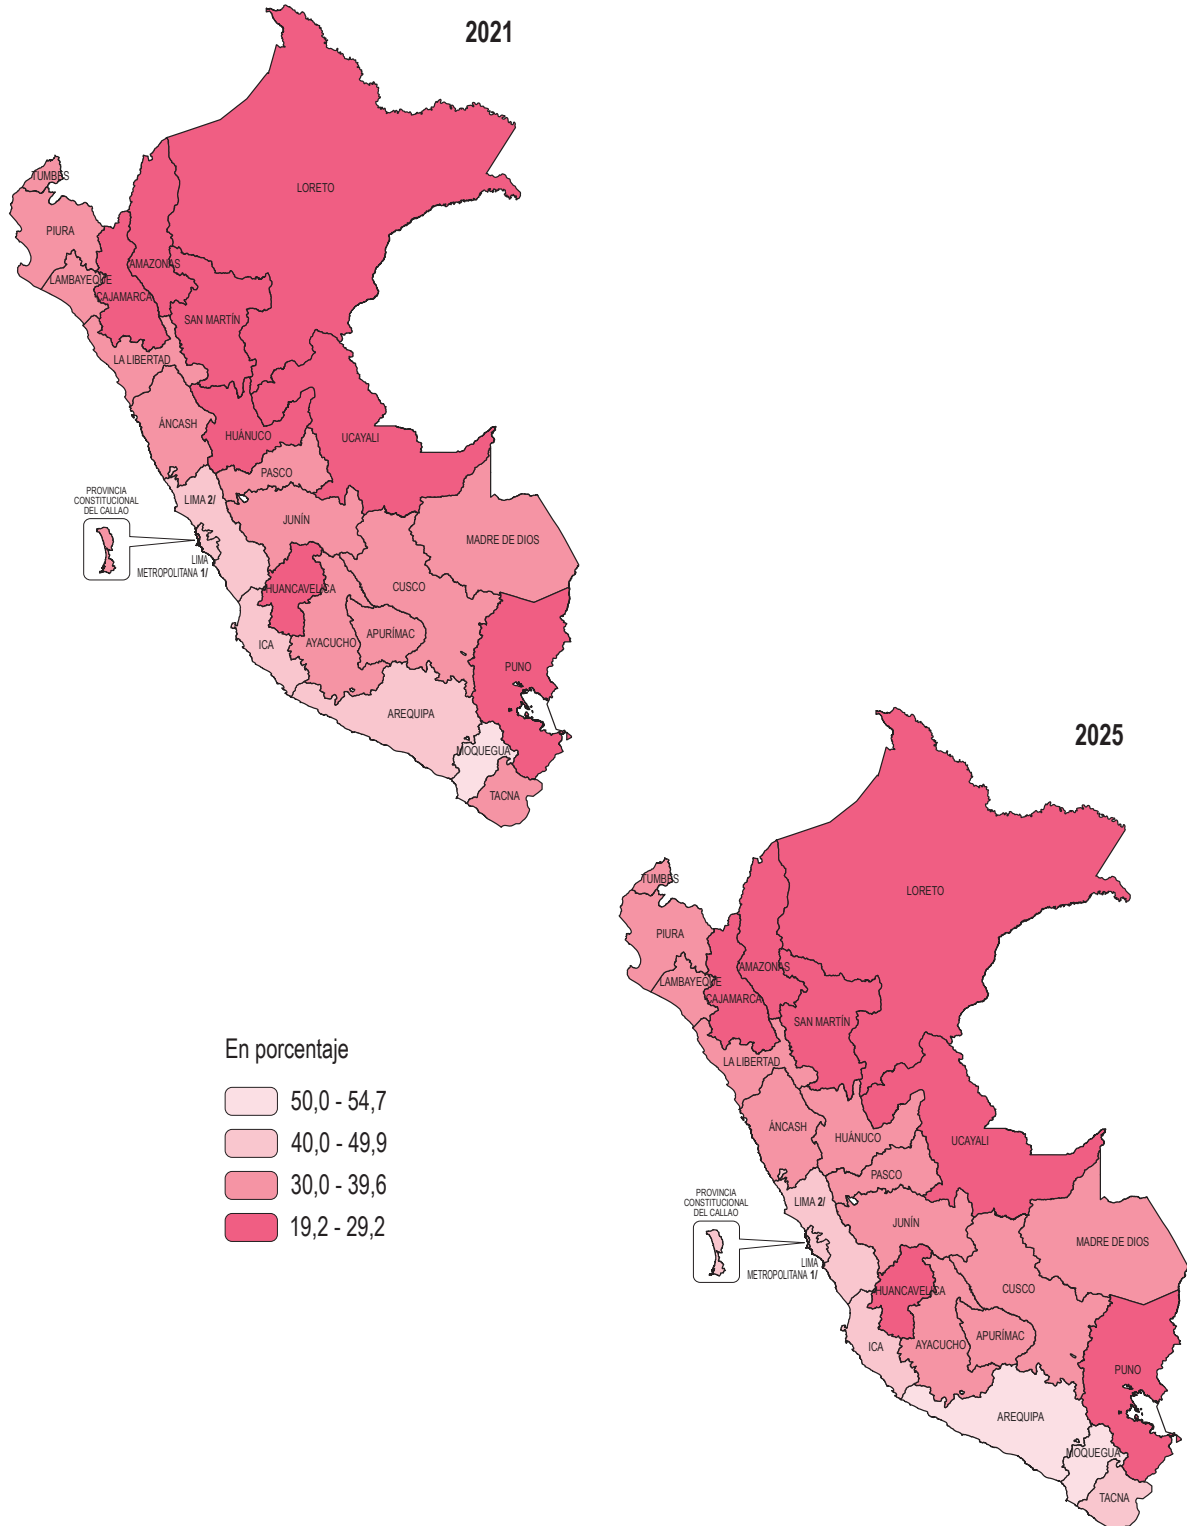 2021
LORETO
TUMBES
PIURA
AMAZONAS
LAMBAYEQUE
CAJAMARCA
SAN MARTÍN
LA LIBERTAD
ÁNCASH
HUÁNUCO
UCAYALI
PASCO
PROVINCIA
CONSTITUCIONAL
DEL CALLAO
LIMA 2/
JUNÍN
MADRE DE DIOS
LIMA
METROPOLITANA 1/
HUANCAVELICA
CUSCO
APURÍMAC
ICA
AYACUCHO
PUNO
AREQUIPA
MOQUEGUA
TACNA
2025
TUMBES
LORETO
PIURA
AMAZONAS
LAMBAYEQUE
CAJAMARCA
SAN MARTÍN
LA LIBERTAD
ÁNCASH
HUÁNUCO
UCAYALI
PASCO
PROVINCIA
CONSTITUCIONAL
DEL CALLAO
LIMA 2/
JUNÍN
MADRE DE DIOS
LIMA
METROPOLITANA 1/
HUANCAVELICA
CUSCO
APURÍMAC
ICA
AYACUCHO
PUNO
AREQUIPA
MOQUEGUA
TACNA
En porcentaje
50,0 - 54,7
40,0 - 49,9
30,0 - 39,6
19,2 - 29,2